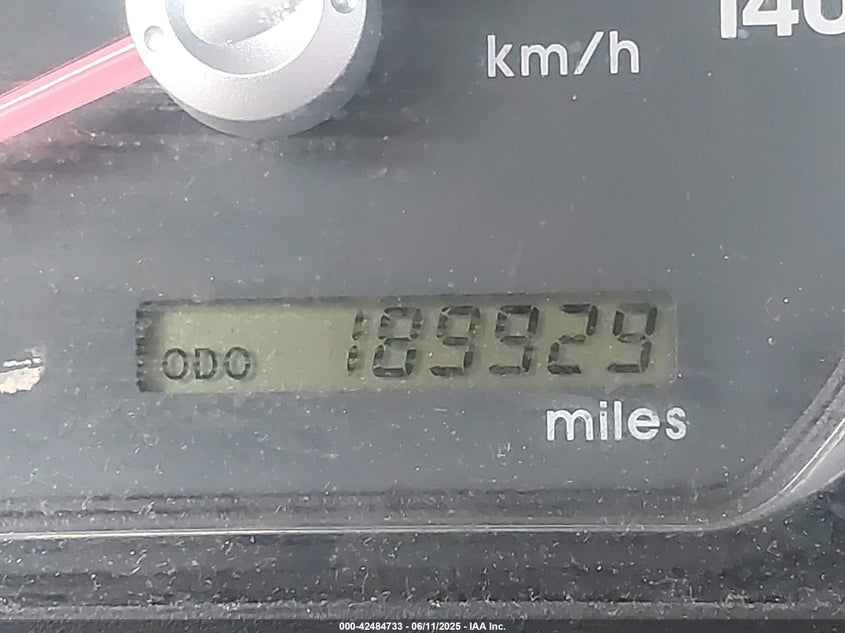 140
km/h
ODO 189929
miles
000-42484733 - 06/11/2025 - IAA Inc.